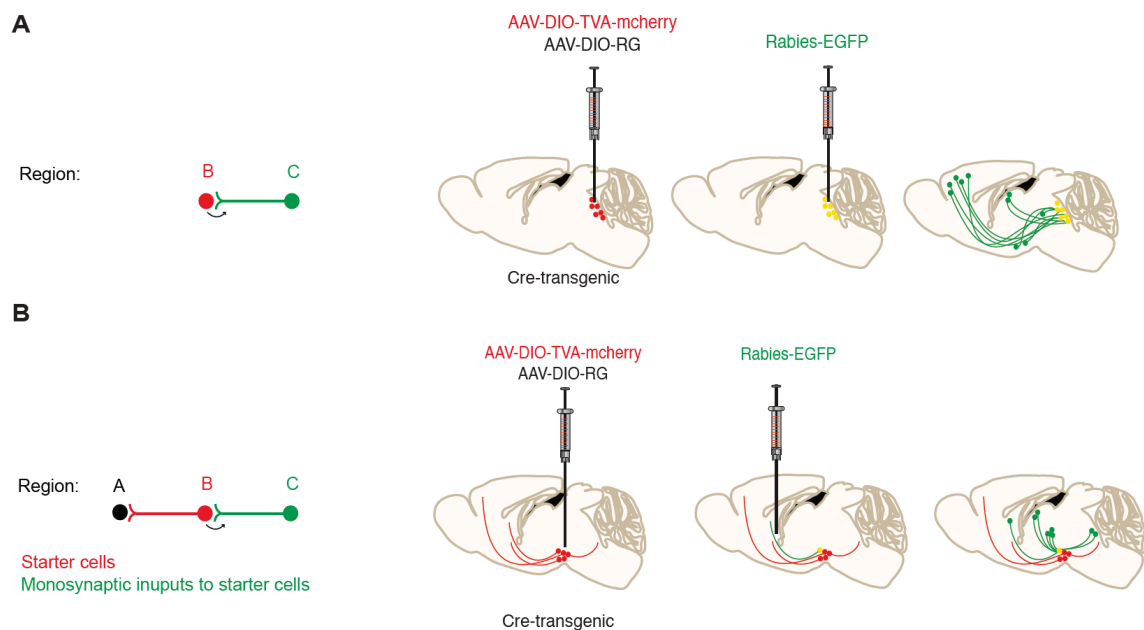 A
AAV-DIO-TVA-mcherry
AAV-DIO-RG
Rabies-EGFP
Region:
B
C
Cre-transgenic
B
AAV-DIO-TVA-mcherry
AAV-DIO-RG
Rabies-EGFP
Region:
A
B
C
Starter cells
Monosynaptic inuputs to starter cells
Cre-transgenic